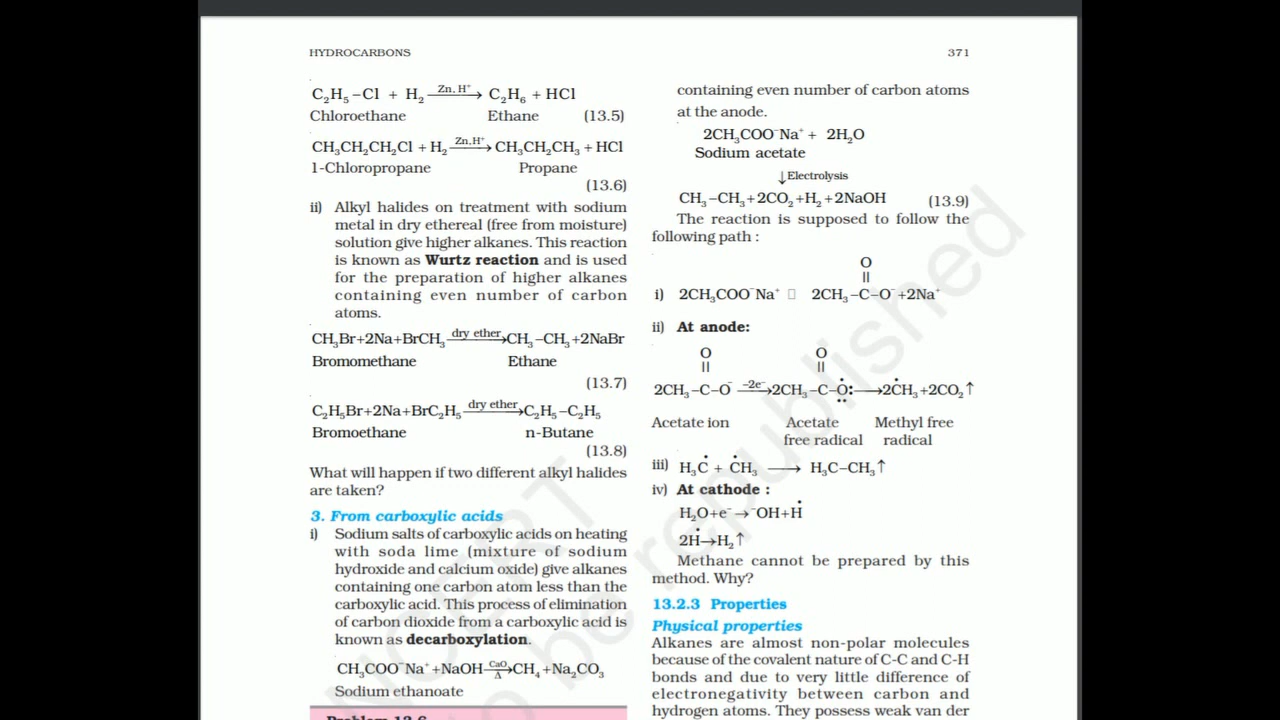 HYDROCARBONS
371
C₂H₅–Cl + H₂ —Zn, H⁺→ C₂H₆ + HCl
Chloroethane Ethane (13.5)
CH₃CH₂CH₂Cl + H₂ —Zn,H⁺→ CH₃CH₂CH₃ + HCl
1-Chloropropane Propane
(13.6)
ii) Alkyl halides on treatment with sodium
metal in dry ethereal (free from moisture)
solution give higher alkanes. This reaction
is known as Wurtz reaction and is used
for the preparation of higher alkanes
containing even number of carbon
atoms.
CH₃Br+2Na+BrCH₃ —dry ether→ CH₃–CH₃+2NaBr
Bromomethane Ethane
(13.7)
C₂H₅Br+2Na+BrC₂H₅ —dry ether→ C₂H₅–C₂H₅
Bromoethane n-Butane
(13.8)
What will happen if two different alkyl halides
are taken?
3. From carboxylic acids
i) Sodium salts of carboxylic acids on heating
with soda lime (mixture of sodium
hydroxide and calcium oxide) give alkanes
containing one carbon atom less than the
carboxylic acid. This process of elimination
of carbon dioxide from a carboxylic acid is
known as decarboxylation.
CH₃COO⁻Na⁺+NaOH —CaO/Δ→ CH₄+Na₂CO₃
Sodium ethanoate
containing even number of carbon atoms
at the anode.
2CH₃COO⁻Na⁺+ 2H₂O
Sodium acetate
↓Electrolysis
CH₃–CH₃+2CO₂+H₂+2NaOH (13.9)
The reaction is supposed to follow the
following path :
O
||
i) 2CH₃COO⁻Na⁺ □ 2CH₃–C–O⁻+2Na⁺
ii) At anode:
O O
|| ||
2CH₃–C–O⁻ —–2e⁻→ 2CH₃–C–Ȯ: → 2ĊH₃+2CO₂↑
Acetate ion Acetate Methyl free
free radical radical
iii) H₃Ċ + ĊH₃ → H₃C–CH₃↑
iv) At cathode :
H₂O+e⁻→⁻OH+Ḣ
2Ḣ→H₂↑
Methane cannot be prepared by this
method. Why?
13.2.3 Properties
Physical properties
Alkanes are almost non-polar molecules
because of the covalent nature of C-C and C-H
bonds and due to very little difference of
electronegativity between carbon and
hydrogen atoms. They possess weak van der
NCERT
be republished